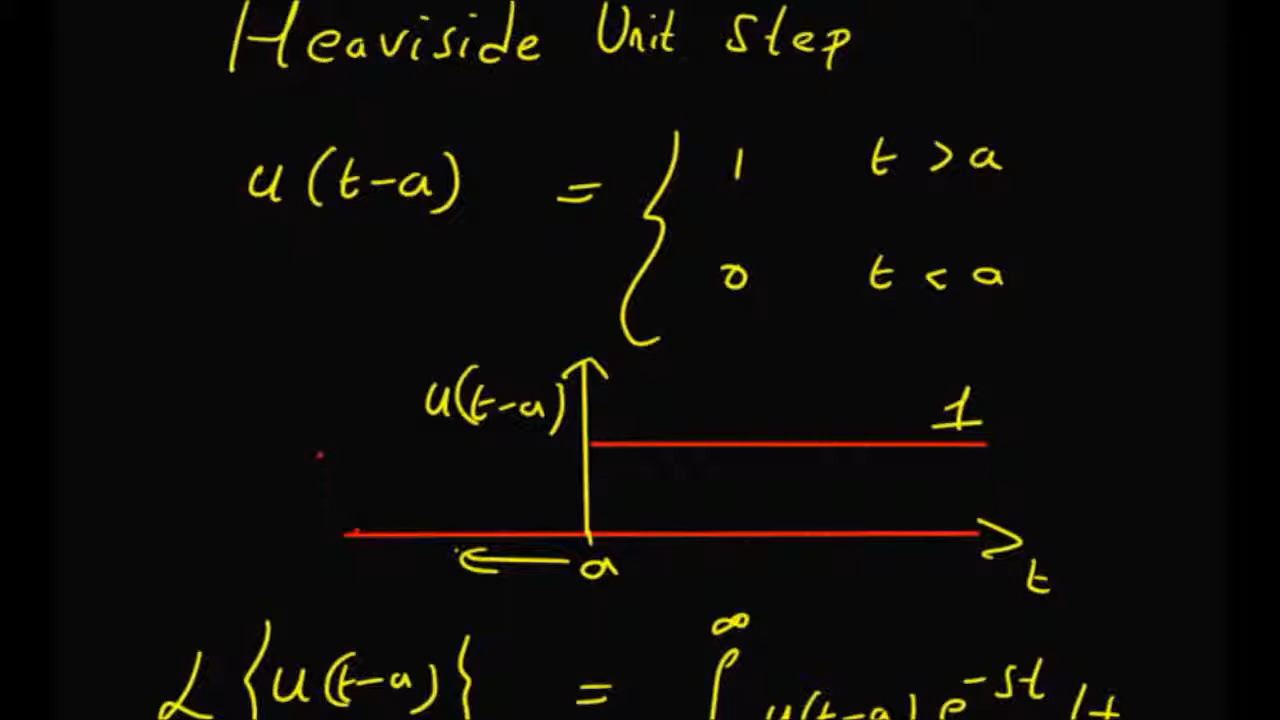 Heaviside Unit Step
u(t-a) = { 1 t > a
0 t < a
u(t-a) 1
a
t
ℒ{u(t-a)} = ∫ ∞ u(t-a) e^-st dt